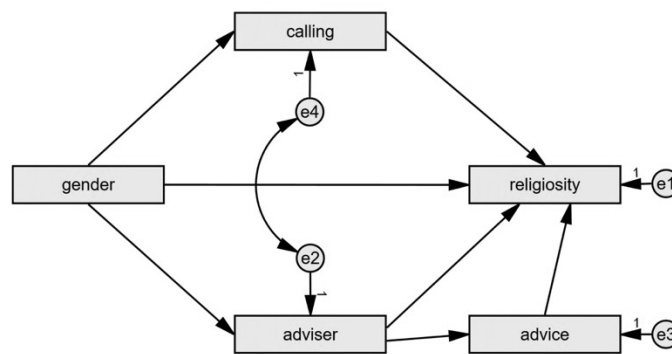 calling
1
e4
gender
religiosity
1
e1
e2
1
adviser
advice
1
e3